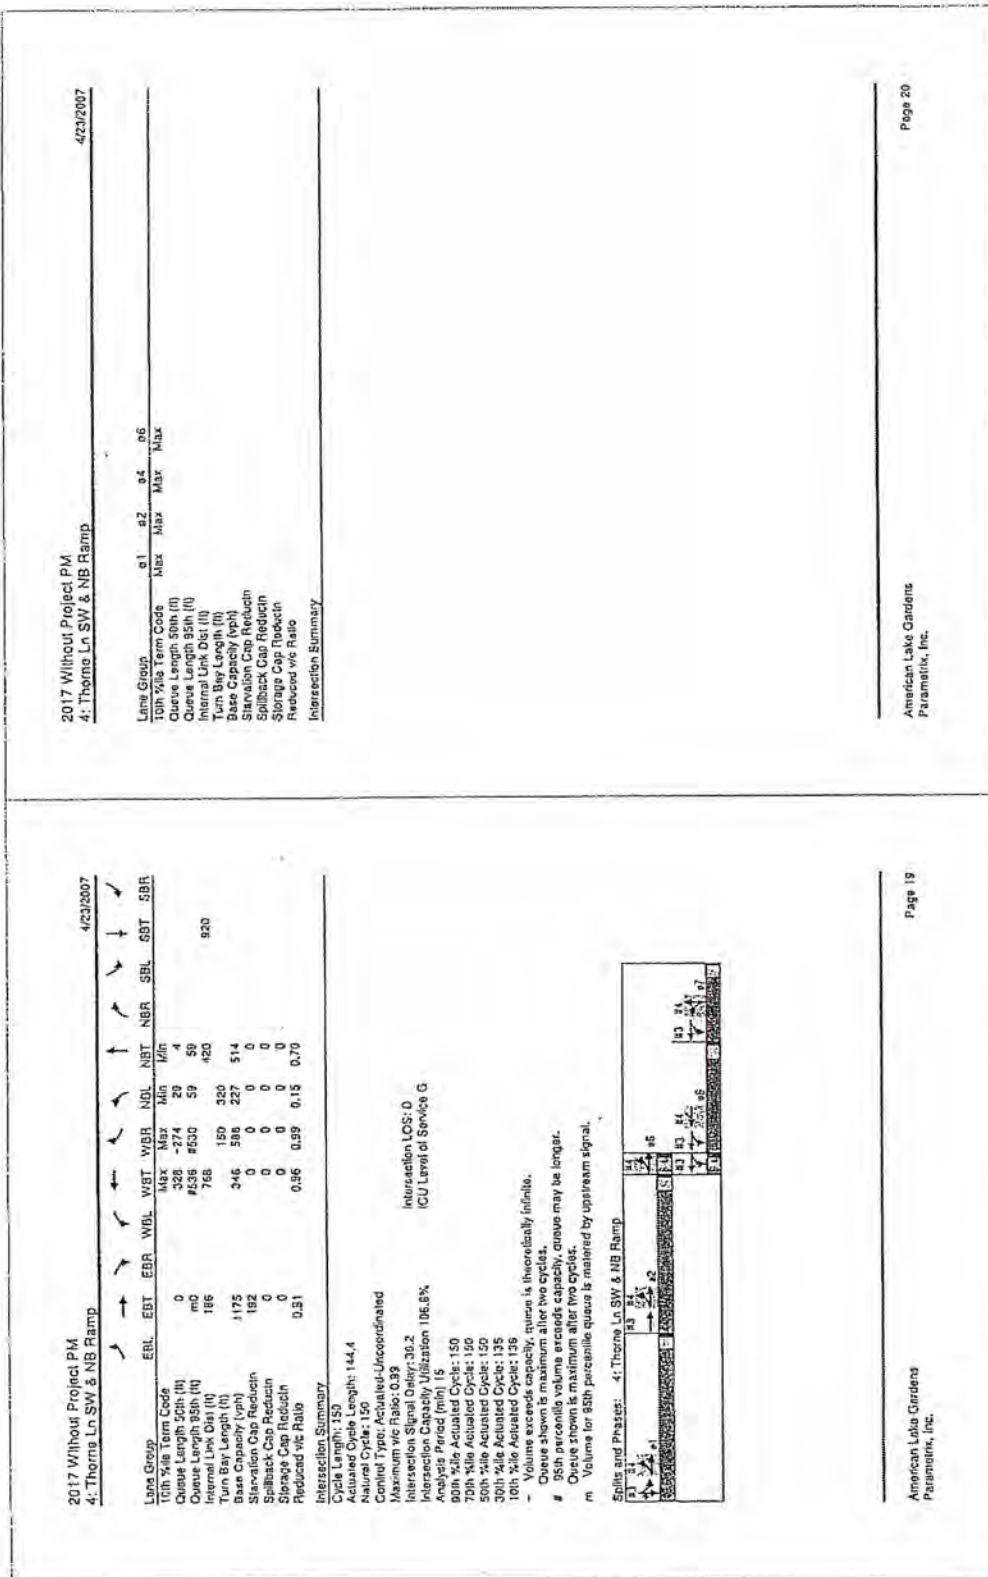 2017 Without Project PM
4: Thorne Ln SW & NB Ramp 4/23/2007
Lane Group EBL EBT EBR WBL WBT WBR NBL NBT NBR SBL SBT SBR
10th %ile Term Code Max Max Min Min
Queue Length 50th (ft) 0 328 ~274 29 4
Queue Length 95th (ft) m0 #536 #530 59 59
Internal Link Dist (ft) 186 768 420 920
Turn Bay Length (ft) 150 320
Base Capacity (vph) 1175 346 586 227 514
Starvation Cap Reductn 192 0 0 0 0
Spillback Cap Reductn 0 0 0 0 0
Storage Cap Reductn 0 0 0 0 0
Reduced v/c Ratio 0.81 0.96 0.99 0.15 0.70
Intersection Summary
Cycle Length: 150
Actuated Cycle Length: 144.4
Natural Cycle: 150
Control Type: Actuated-Uncoordinated
Maximum v/c Ratio: 0.99
Intersection Signal Delay: 36.2 Intersection LOS: D
Intersection Capacity Utilization 106.6% ICU Level of Service G
Analysis Period (min) 15
90th %ile Actuated Cycle: 150
70th %ile Actuated Cycle: 150
50th %ile Actuated Cycle: 150
30th %ile Actuated Cycle: 135
10th %ile Actuated Cycle: 136
~ Volume exceeds capacity, queue is theoretically infinite.
Queue shown is maximum after two cycles.
# 95th percentile volume exceeds capacity, queue may be longer.
Queue shown is maximum after two cycles.
m Volume for 95th percentile queue is metered by upstream signal.
Splits and Phases: 4: Thorne Ln SW & NB Ramp
#3 #4 ø1
#3 #4 ø2
#4 ø5
#3 #4
#3 #4 ø7
American Lake Gardens
Parametrix, Inc. Page 19
2017 Without Project PM
4: Thorne Ln SW & NB Ramp 4/23/2007
Lane Group ø1 ø2 ø4 ø6
10th %ile Term Code Max Max Max Max
Queue Length 50th (ft)
Queue Length 95th (ft)
Internal Link Dist (ft)
Turn Bay Length (ft)
Base Capacity (vph)
Starvation Cap Reductn
Spillback Cap Reductn
Storage Cap Reductn
Reduced v/c Ratio
Intersection Summary
American Lake Gardens
Parametrix, Inc. Page 20